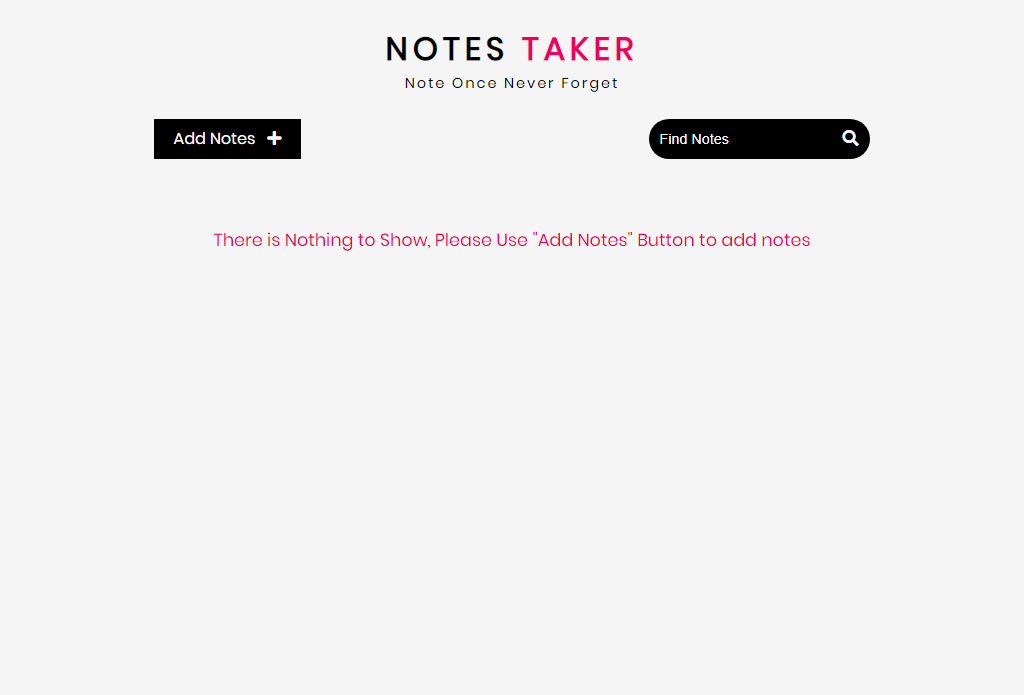 NOTES TAKER
Note Once Never Forget
Add Notes
Find Notes
There is Nothing to Show, Please Use "Add Notes" Button to add notes